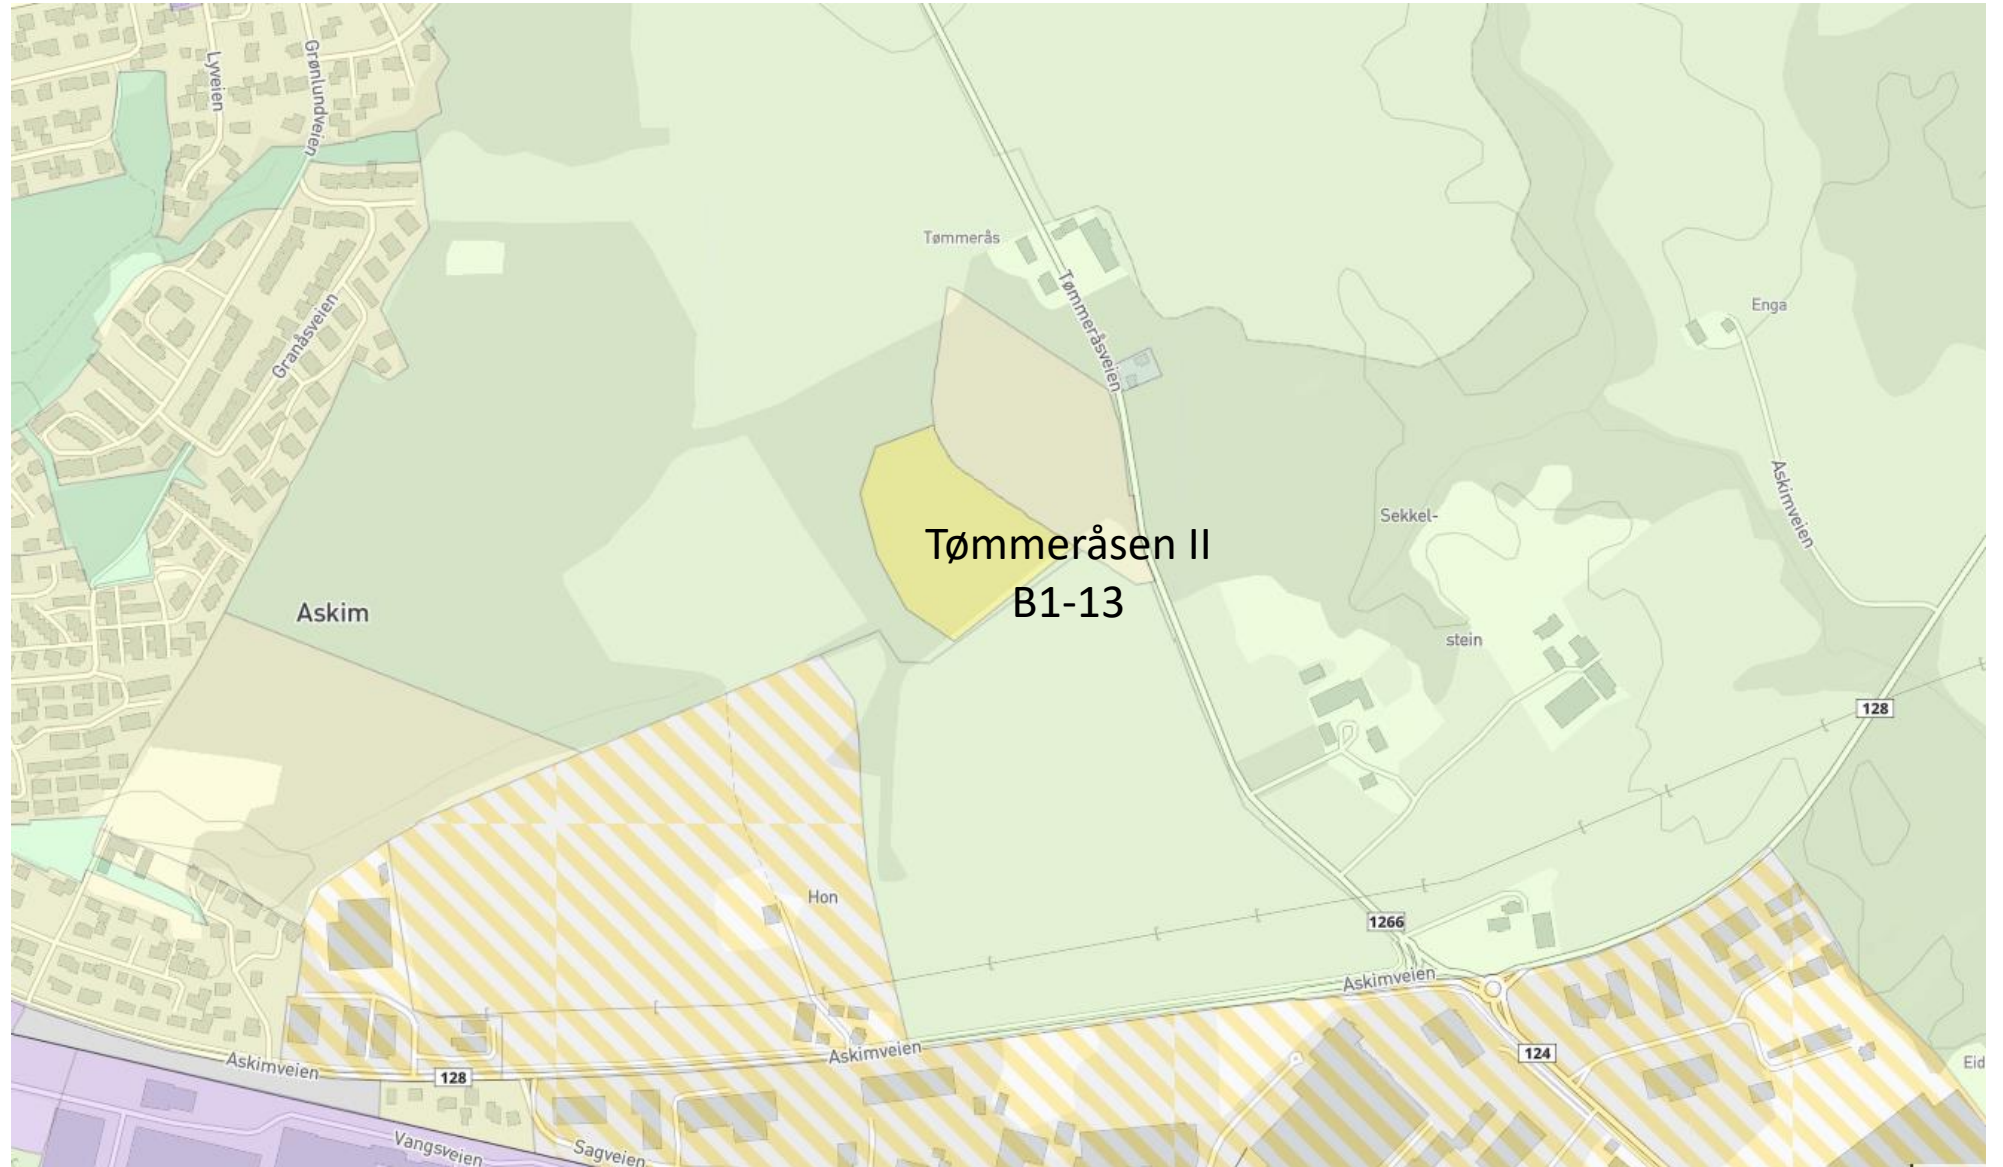 Lyveien
Grønlundveien
Tømmerås
Tømmeråsveien
Enga
Granåsveien
Askimveien
Sekkel-
Tømmeråsen II
B1-13
Askim
stein
128
Hon
1266
Askimveien
Askimveien
124
Askimveien
128
Eid
Vangsveien
Sagveien